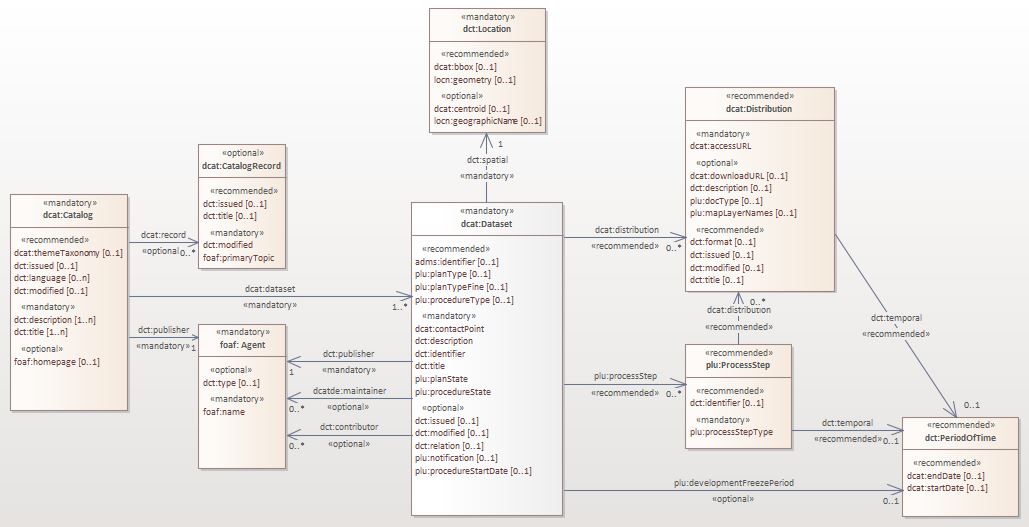 «mandatory»
dct:Location
«recommended»
dcat:bbox [0..1]
locn:geometry [0..1]
«optional»
dcat:centroid [0..1]
locn:geographicName [0..1]
1
dct:spatial
«mandatory»
«optional»
dcat:CatalogRecord
«recommended»
dct:issued [0..1]
dct:title [0..1]
«mandatory»
dct:modified
foaf:primaryTopic
«mandatory»
dcat:Catalog
«recommended»
dcat:themeTaxonomy [0..1]
dct:issued [0..1]
dct:language [0..n]
dct:modified [0..1]
«mandatory»
dct:description [1..n]
dct:title [1..n]
«optional»
foaf:homepage [0..1]
dcat:record
«optional»
0..*
dcat:dataset
«mandatory»
1..*
dct:publisher
«mandatory»
1
«mandatory»
foaf: Agent
«optional»
dct:type [0..1]
«mandatory»
foaf:name
dct:publisher
«mandatory»
1
dcatde:maintainer
«optional»
0..*
dct:contributor
«optional»
0..*
«mandatory»
dcat:Dataset
«recommended»
adms:identifier [0..1]
plu:planType [0..1]
plu:planTypeFine [0..1]
plu:procedureType [0..1]
«mandatory»
dcat:contactPoint
dct:description
dct:identifier
dct:title
plu:planState
plu:procedureState
«optional»
dct:issued [0..1]
dct:modified [0..1]
dct:relation [0..1]
plu:notification [0..1]
plu:procedureStartDate [0..1]
dcat:distribution
«recommended»
0..*
plu:processStep
«recommended»
0..*
plu:developmentFreezePeriod
«optional»
0..1
«recommended»
dcat:Distribution
«mandatory»
dcat:accessURL
«optional»
dcat:downloadURL [0..1]
dct:description [0..1]
plu:docType [0..1]
plu:mapLayerNames [0..1]
«recommended»
dct:format [0..1]
dct:issued [0..1]
dct:modified [0..1]
dct:title [0..1]
0..*
dcat:distribution
«recommended»
«recommended»
plu:ProcessStep
«recommended»
dct:identifier [0..1]
«mandatory»
plu:processStepType
dct:temporal
«recommended»
0..1
dct:temporal
«recommended»
0..1
«recommended»
dct:PeriodOfTime
«recommended»
dcat:endDate [0..1]
dcat:startDate [0..1]